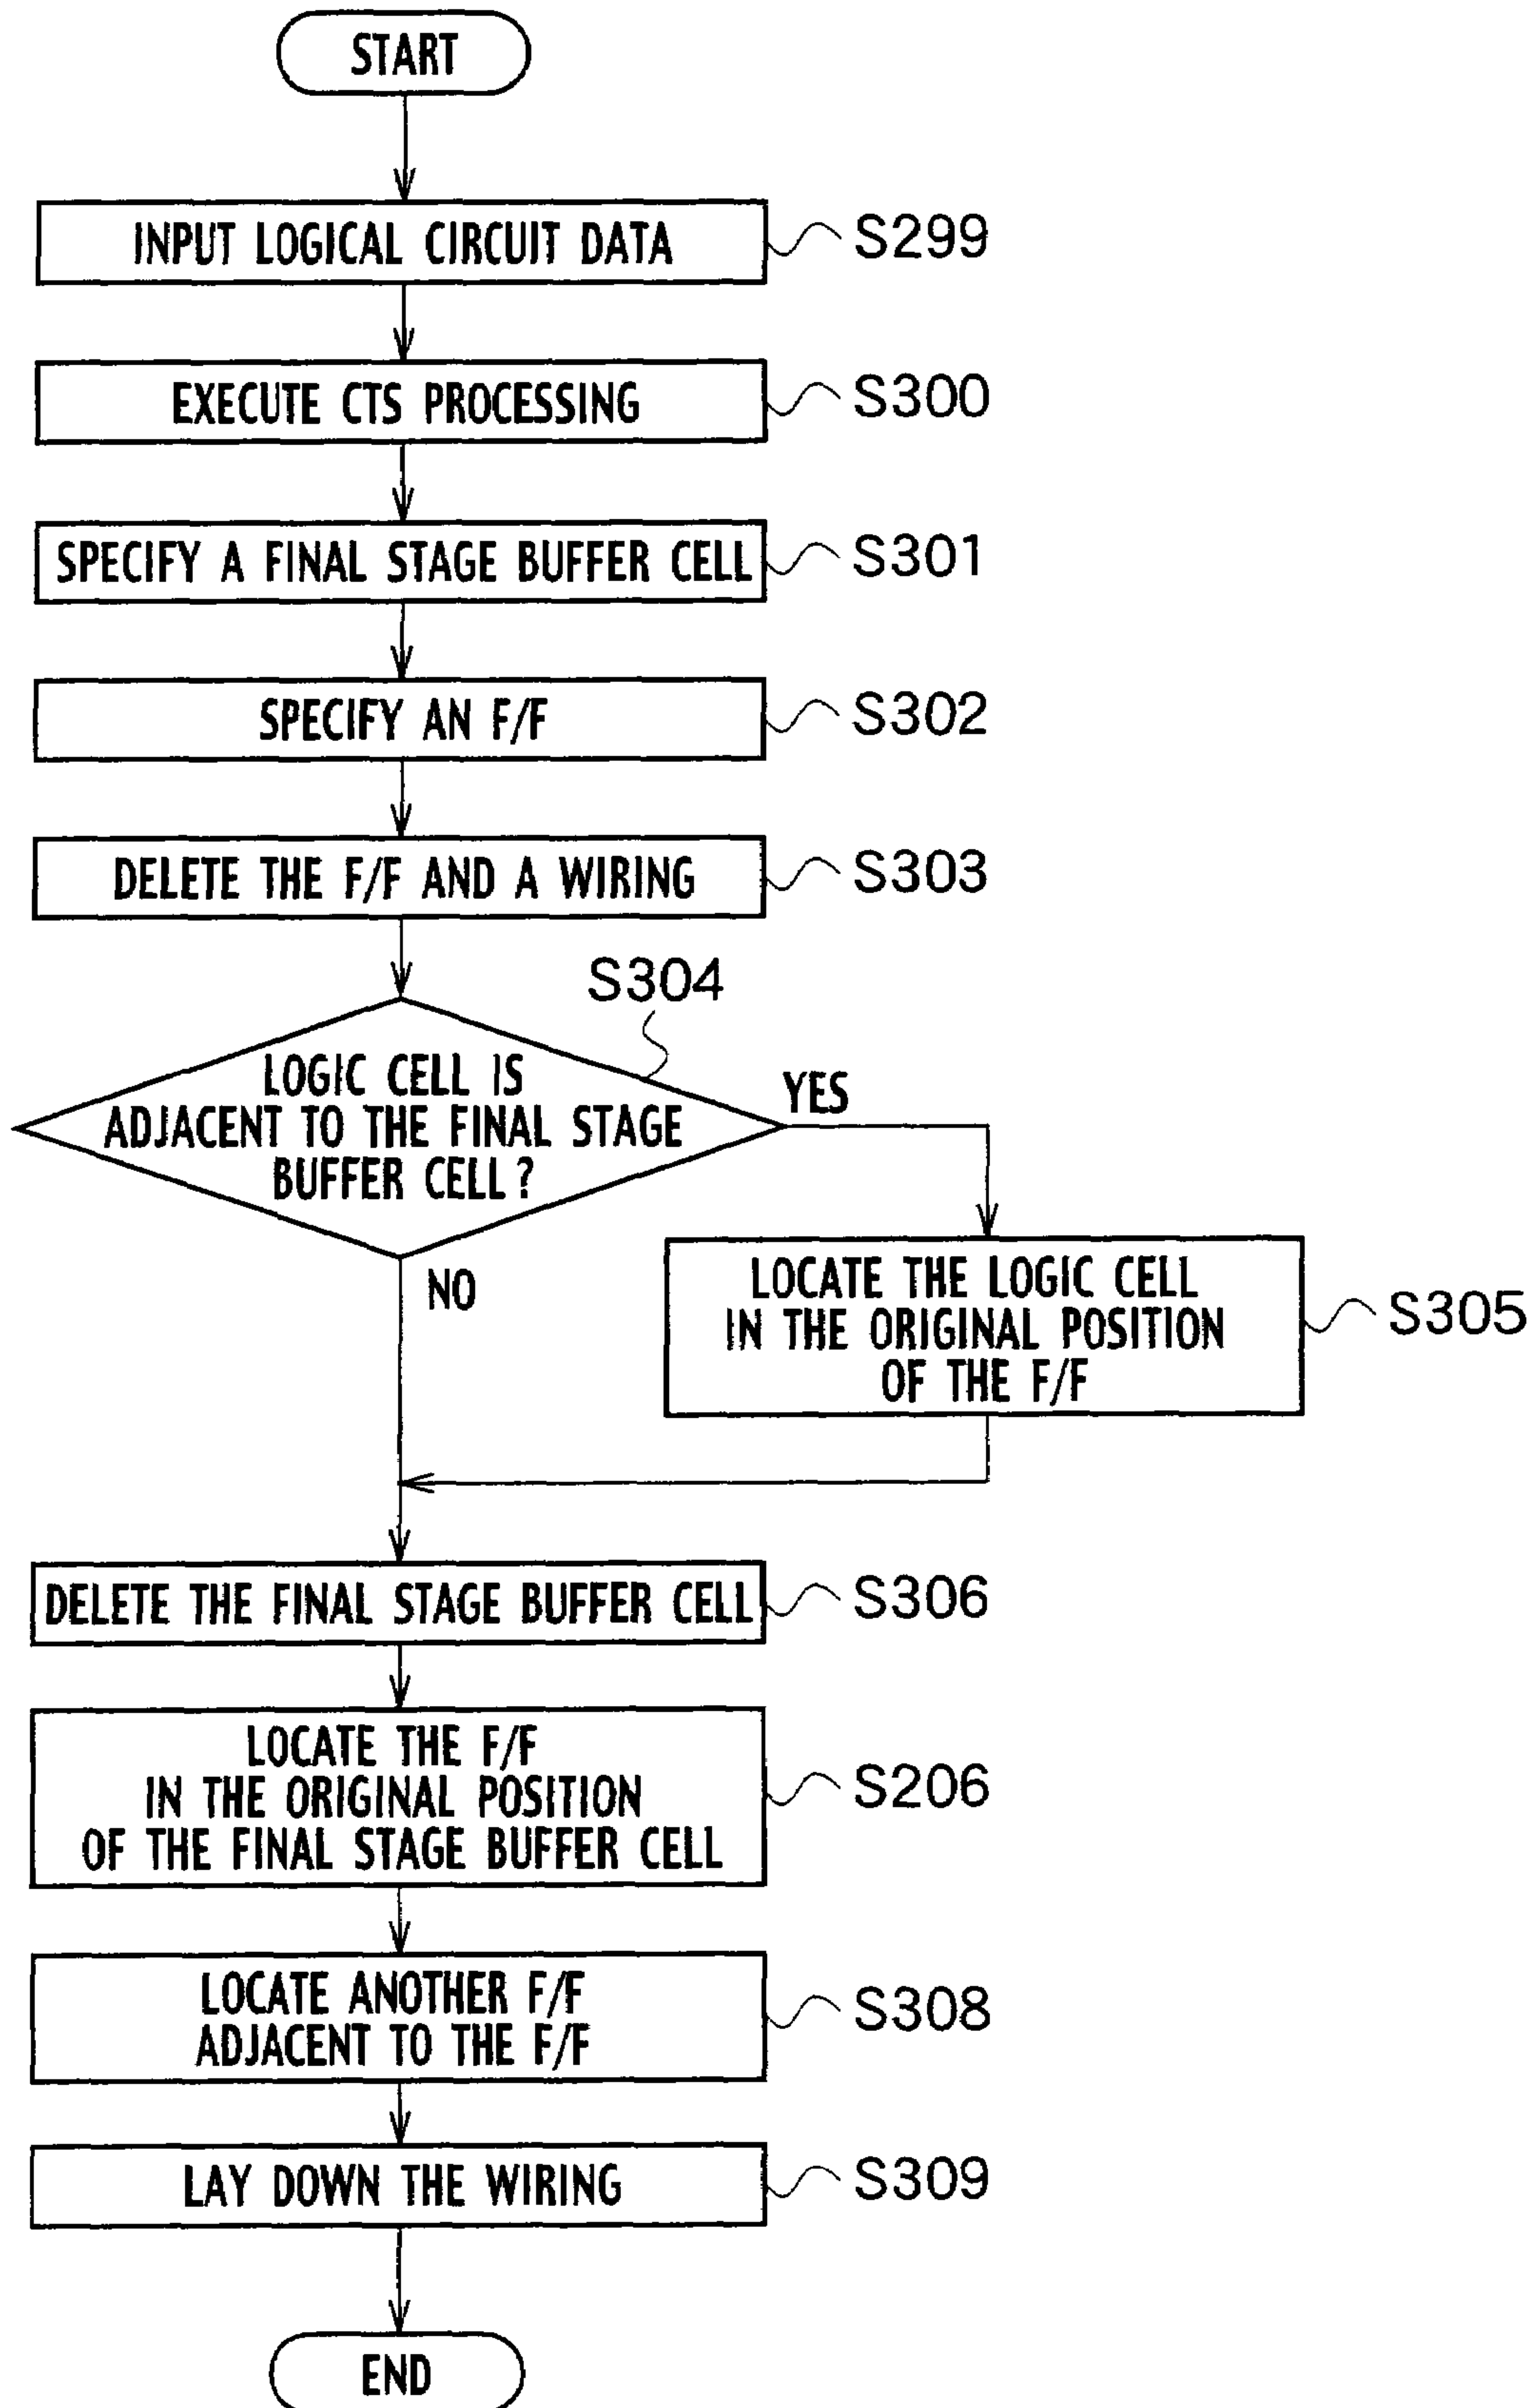 START
INPUT LOGICAL CIRCUIT DATA
S299
EXECUTE CTS PROCESSING
S300
SPECIFY A FINAL STAGE BUFFER CELL
S301
SPECIFY AN F/F
S302
DELETE THE F/F AND A WIRING
S303
S304
LOGIC CELL IS
ADJACENT TO THE FINAL STAGE
BUFFER CELL?
YES
NO
LOCATE THE LOGIC CELL
IN THE ORIGINAL POSITION
OF THE F/F
S305
DELETE THE FINAL STAGE BUFFER CELL
S306
LOCATE THE F/F
IN THE ORIGINAL POSITION
OF THE FINAL STAGE BUFFER CELL
S206
LOCATE ANOTHER F/F
ADJACENT TO THE F/F
S308
LAY DOWN THE WIRING
S309
END